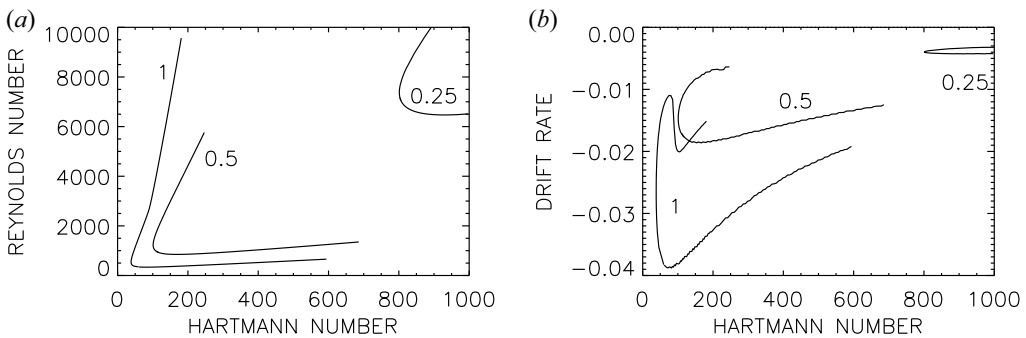 (a)
10000
8000
6000
4000
2000
0
REYNOLDS NUMBER
1
0.5
0.25
0 200 400 600 800 1000
HARTMANN NUMBER
(b)
0.00
−0.01
−0.02
−0.03
−0.04
DRIFT RATE
0.25
0.5
1
0 200 400 600 800 1000
HARTMANN NUMBER